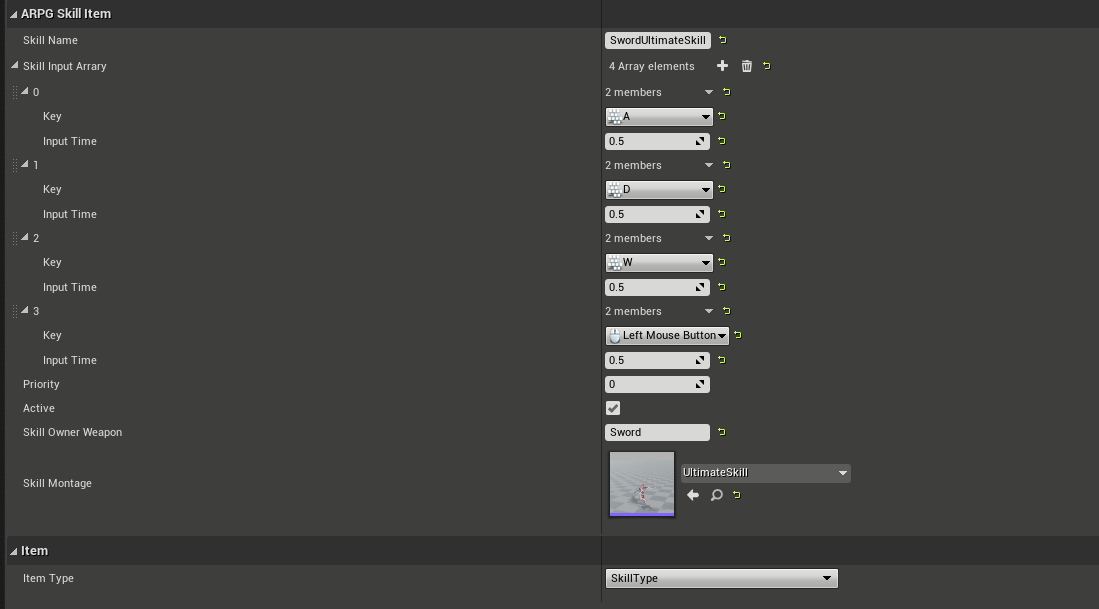 ARPG Skill Item
Skill Name SwordUltimateSkill
Skill Input Arrary 4 Array elements
0 2 members
Key A
Input Time 0.5
1 2 members
Key D
Input Time 0.5
2 2 members
Key W
Input Time 0.5
3 2 members
Key Left Mouse Button
Input Time 0.5
Priority 0
Active
Skill Owner Weapon Sword
Skill Montage UltimateSkill
Item
Item Type SkillType